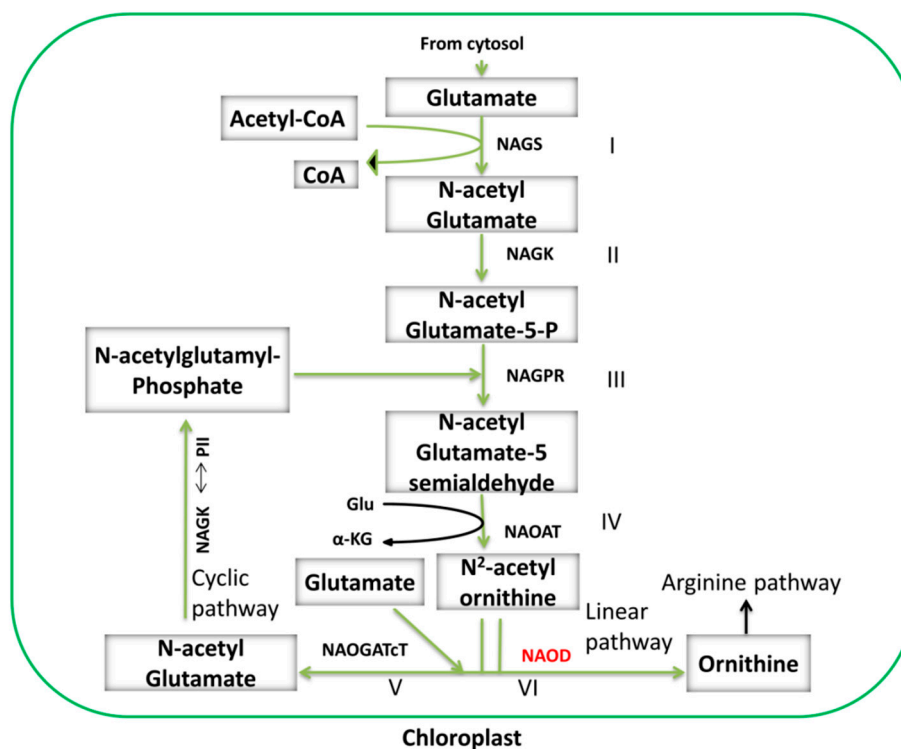 From cytosol
Glutamate
Acetyl-CoA
NAGS
I
CoA
N-acetyl
Glutamate
NAGK
II
N-acetyl
Glutamate-5-P
N-acetylglutamyl-
Phosphate
NAGPR
III
N-acetyl
Glutamate-5
semialdehyde
NAGK
PII
Glu
IV
α-KG
NAOAT
Cyclic
pathway
Glutamate
N²-acetyl
ornithine
Linear
pathway
Arginine pathway
N-acetyl
Glutamate
NAOGATcT
NAOD
Ornithine
V
VI
Chloroplast